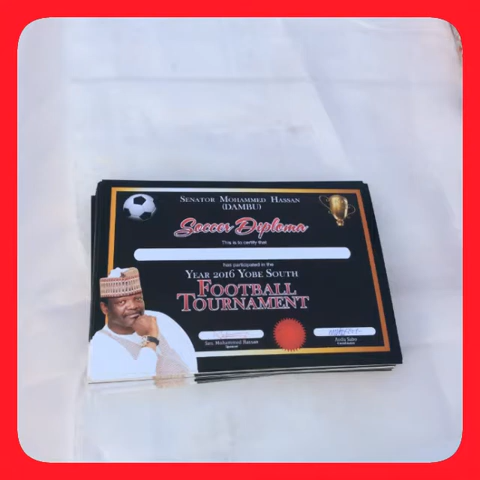 SENATOR MOHAMMED HASSAN
(DAMBU)
Soccer Diploma
This is to certify that
has participated in the
YEAR 2016 YOBE SOUTH
FOOTBALL
TOURNAMENT
Sen. Mohammed Hassan